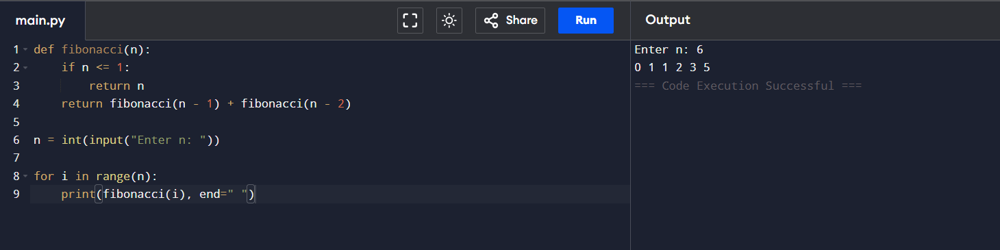 main.py
Share
Run
Output
1 def fibonacci(n):
2     if n <= 1:
3         return n
4     return fibonacci(n - 1) + fibonacci(n - 2)
5
6 n = int(input("Enter n: "))
7
8 for i in range(n):
9     print(fibonacci(i), end=" ")
Enter n: 6
0 1 1 2 3 5
=== Code Execution Successful ===